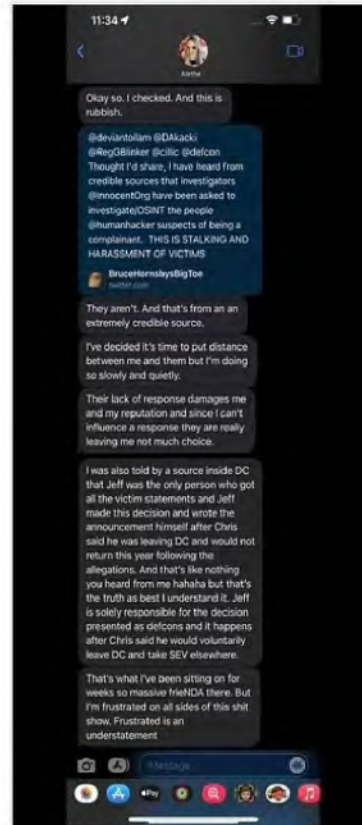 11:34
Aletha
Okay so. I checked. And this is
rubbish.
@deviantollam @DAkacki
@RegGBlinker @cillic @defcon
Thought I'd share, I have heard from
credible sources that investigators
@InnocentOrg have been asked to
investigate/OSINT the people
@humanhacker suspects of being a
complainant. THIS IS STALKING AND
HARASSMENT OF VICTIMS
BruceHornsbysBigToe
twitter.com
They aren't. And that's from an an
extremely credible source.
I've decided it's time to put distance
between me and them but I'm doing
so slowly and quietly.
Their lack of response damages me
and my reputation and since I can't
influence a response they are really
leaving me not much choice.
I was also told by a source inside DC
that Jeff was the only person who got
all the victim statements and Jeff
made this decision and wrote the
announcement himself after Chris
said he was leaving DC and would not
return this year following the
allegations. And that's like nothing
you heard from me hahaha but that's
the truth as best I understand it. Jeff
is solely responsible for the decision
presented as defcons and it happens
after Chris said he would voluntarily
leave DC and take SEV elsewhere.
That's what I've been sitting on for
weeks so massive frieNDA there. But
I'm frustrated on all sides of this shit
show. Frustrated is an
understatement
iMessage
Pay